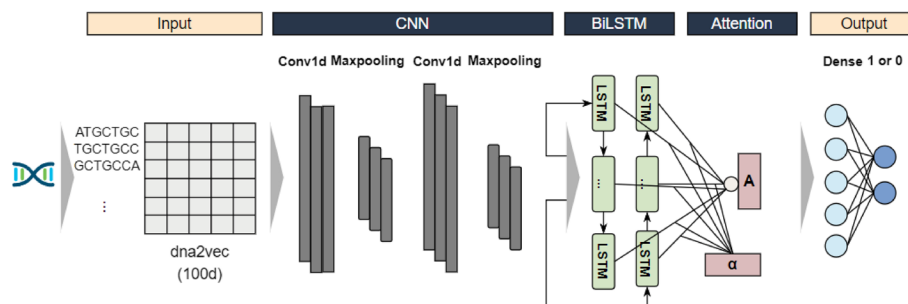 Input
CNN
BiLSTM
Attention
Output
Conv1d Maxpooling
Conv1d Maxpooling
Dense 1 or 0
ATGCTGC
TGCTGCC
GCTGCCA
⋮
dna2vec
(100d)
LSTM
LSTM
...
...
LSTM
LSTM
A
α